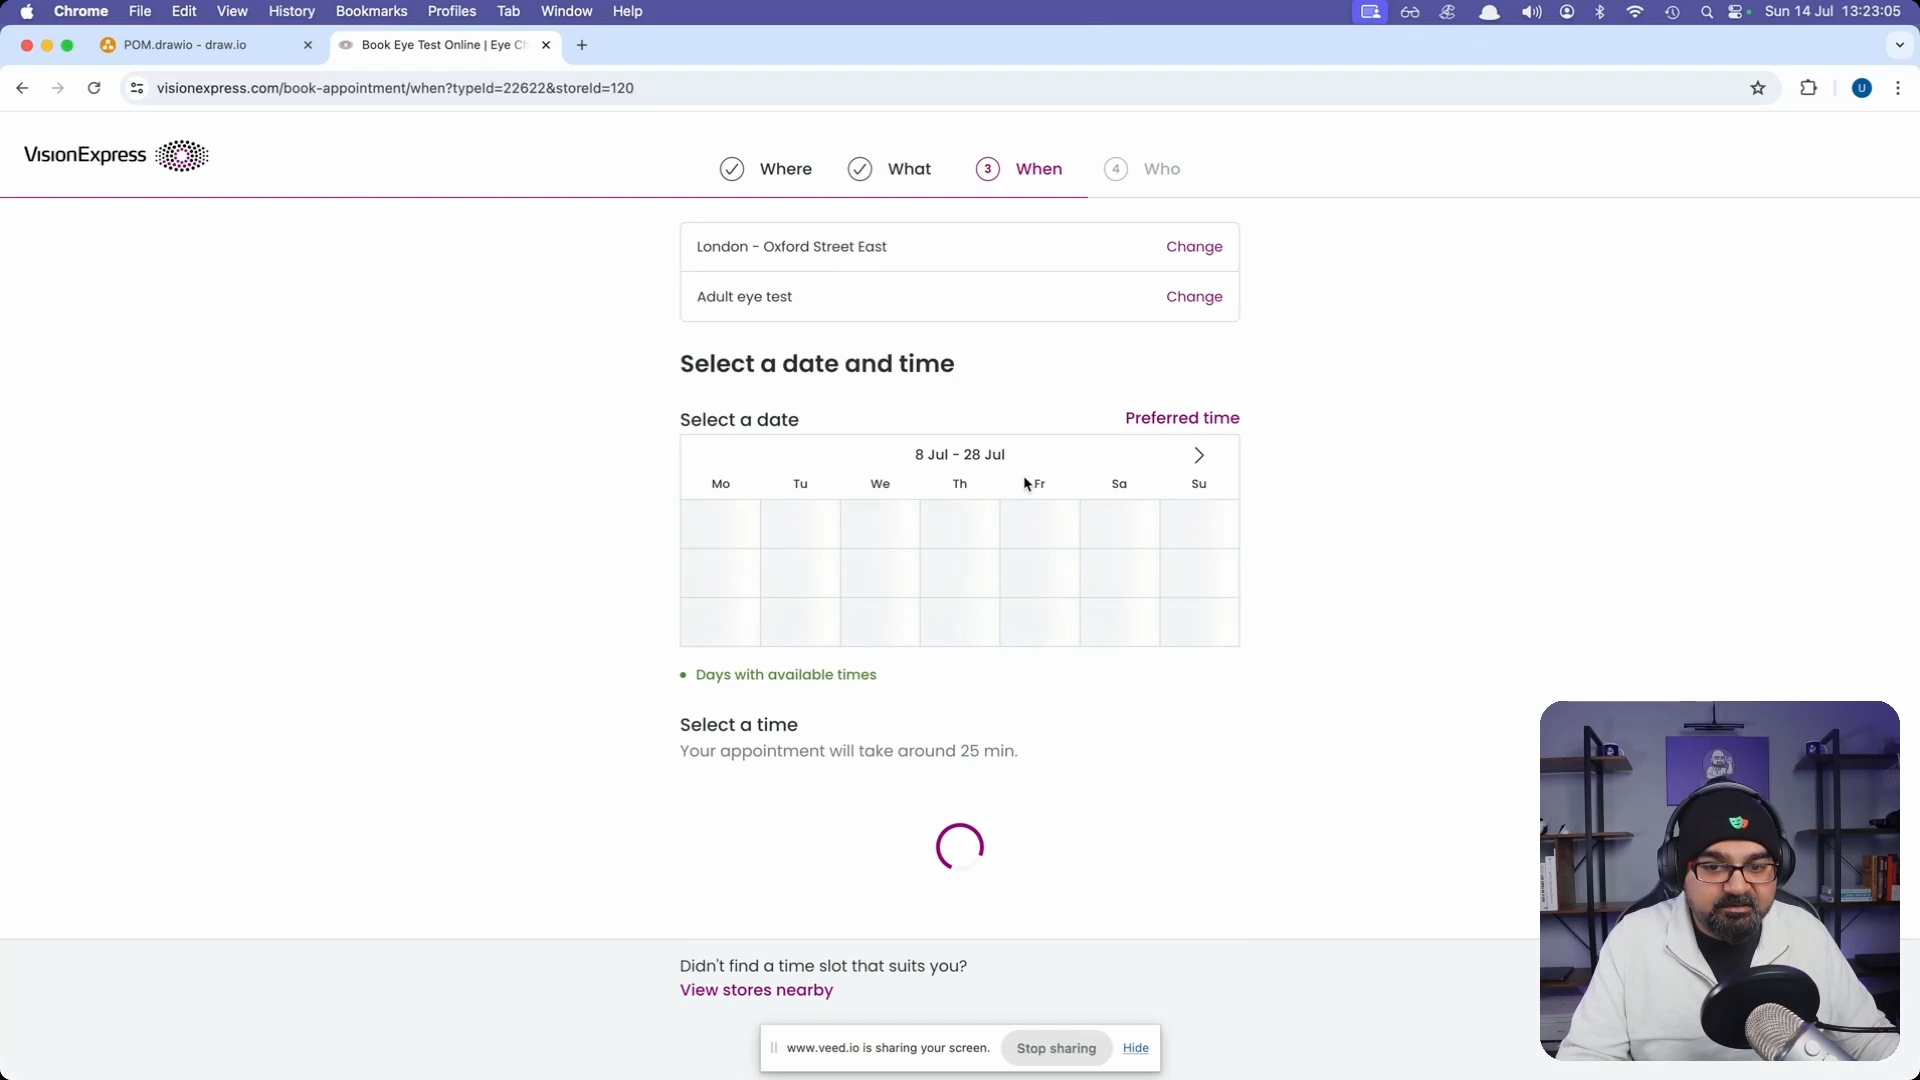 Chrome File Edit View History Bookmarks Profiles Tab Window Help Sun 14 Jul 13:23:05
POM.drawio - draw.io Book Eye Test Online | Eye Ch
visionexpress.com/book-appointment/when?typeId=22622&storeId=120 U
VisionExpress
Where What 3 When 4 Who
London - Oxford Street East Change
Adult eye test Change
Select a date and time
Select a date Preferred time
8 Jul - 28 Jul
Mo Tu We Th Fr Sa Su
Days with available times
Select a time
Your appointment will take around 25 min.
Didn't find a time slot that suits you?
View stores nearby
www.veed.io is sharing your screen. Stop sharing Hide